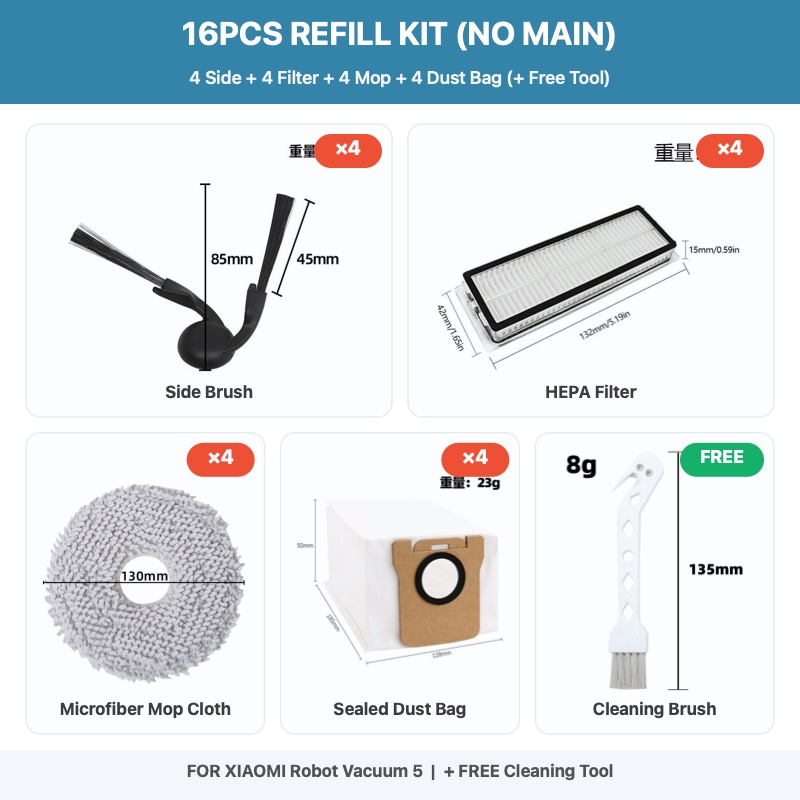 16PCS REFILL KIT (NO MAIN)
4 Side + 4 Filter + 4 Mop + 4 Dust Bag (+ Free Tool)
重量
×4
85mm
45mm
Side Brush
重量
×4
15mm/0.59in
42mm/1.65in
132mm/5.19in
HEPA Filter
×4
130mm
Microfiber Mop Cloth
×4
重量：23g
93mm
128mm
Sealed Dust Bag
8g
FREE
135mm
Cleaning Brush
FOR XIAOMI Robot Vacuum 5 | + FREE Cleaning Tool